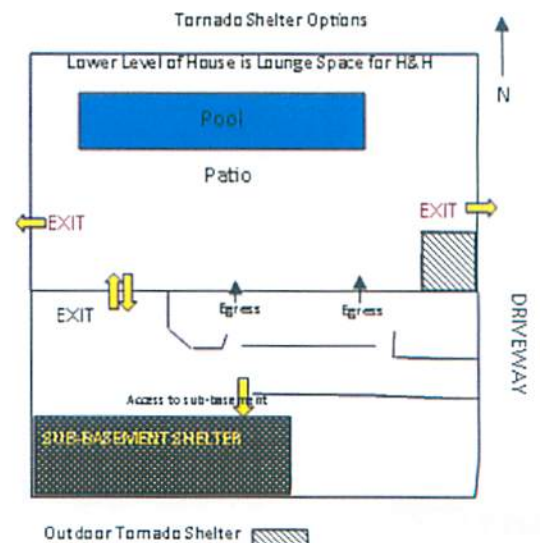 Tornado Shelter Options
Lower Level of House is Lounge Space for H&H
N
Pool
Patio
EXIT
EXIT
EXIT
Egress
Egress
DRIVEWAY
Access to sub-basement
SUB-BASEMENT SHELTER
Outdoor Tornado Shelter